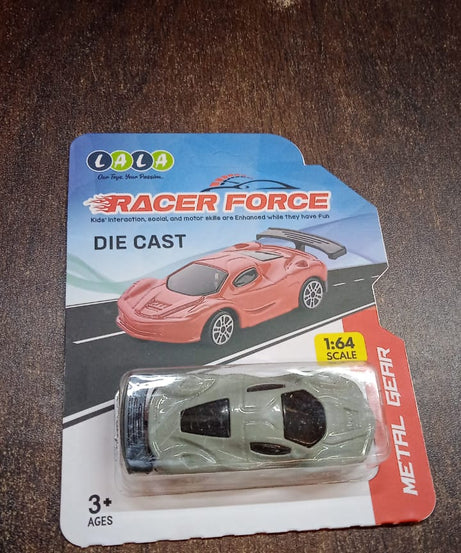 LALA
Our Toys, Your Passion..
RACER FORCE
Kids' interaction, social, and motor skills are Enhanced while they have Fun
DIE CAST
1:64
SCALE
METAL GEAR
3+
AGES